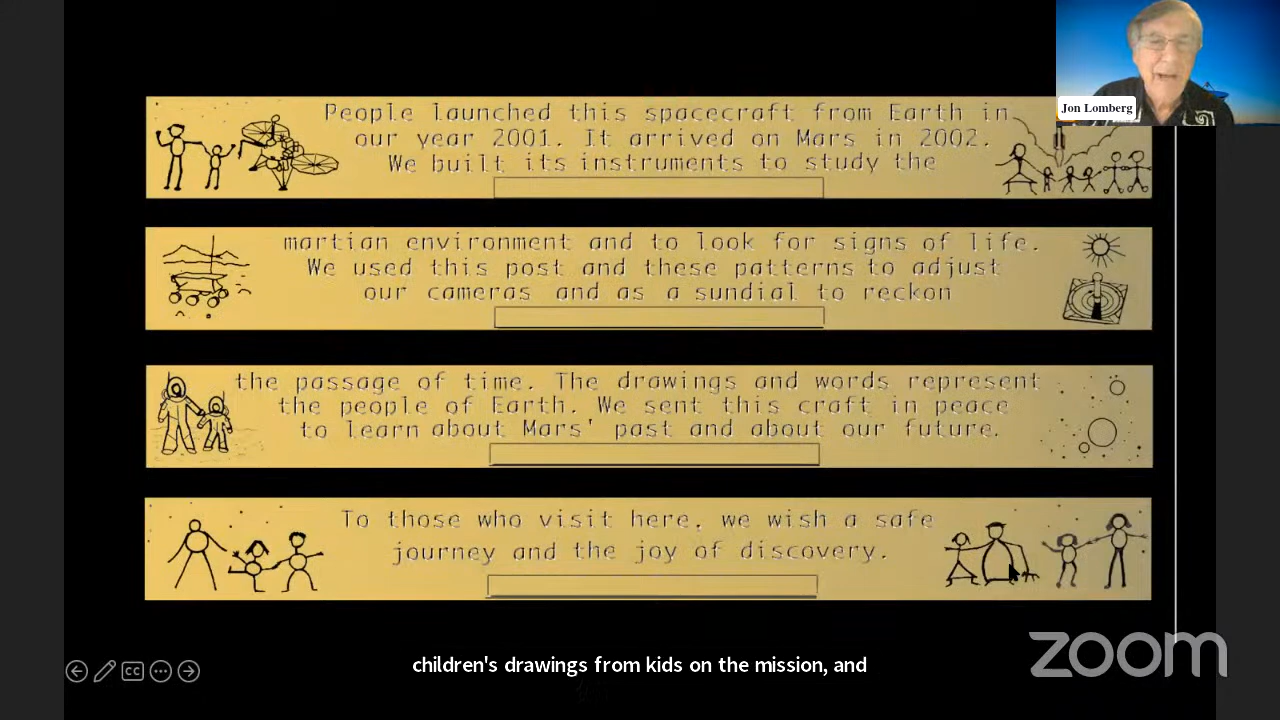 Jon Lomberg
People launched this spacecraft from Earth in
our year 2001. It arrived on Mars in 2002.
We built its instruments to study the
martian environment and to look for signs of life.
We used this post and these patterns to adjust
our cameras and as a sundial to reckon
the passage of time. The drawings and words represent
the people of Earth. We sent this craft in peace
to learn about Mars' past and about our future.
To those who visit here, we wish a safe
journey and the joy of discovery.
CC
children's drawings from kids on the mission, and
zoom